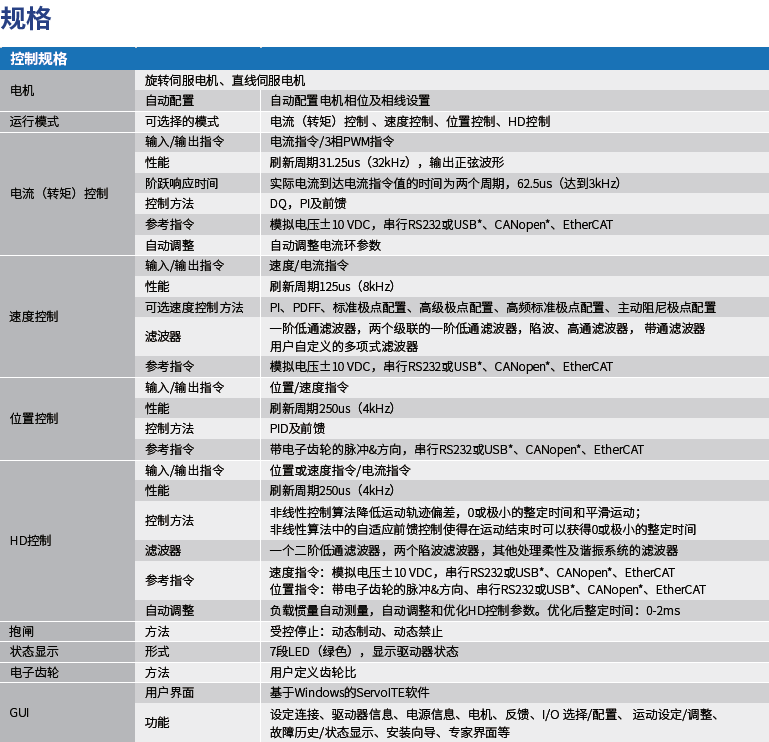 规格
控制规格
电机
旋转伺服电机、直线伺服电机
自动配置
自动配置电机相位及相线设置
运行模式
可选择的模式
电流（转矩）控制 、速度控制、位置控制、HD控制
电流（转矩）控制
输入/输出指令
电流指令/3相PWM指令
性能
刷新周期31.25us（32kHz），输出正弦波形
阶跃响应时间
实际电流到达电流指令值的时间为两个周期，62.5us（达到3kHz）
控制方法
DQ，PI及前馈
参考指令
模拟电压±10 VDC，串行RS232或USB*、CANopen*、EtherCAT
自动调整
自动调整电流环参数
速度控制
输入/输出指令
速度/电流指令
性能
刷新周期125us（8kHz）
可选速度控制方法
PI、PDFF、标准极点配置、高级极点配置、高频标准极点配置、主动阻尼极点配置
滤波器
一阶低通滤波器，两个级联的一阶低通滤波器，陷波、高通滤波器， 带通滤波器
用户自定义的多项式滤波器
参考指令
模拟电压±10 VDC，串行RS232或USB*、CANopen*、EtherCAT
位置控制
输入/输出指令
位置/速度指令
性能
刷新周期250us（4kHz）
控制方法
PID及前馈
参考指令
带电子齿轮的脉冲&方向，串行RS232或USB*、CANopen*、EtherCAT
HD控制
输入/输出指令
位置或速度指令/电流指令
性能
刷新周期250us（4kHz）
控制方法
非线性控制算法降低运动轨迹偏差，0或极小的整定时间和平滑运动；
非线性算法中的自适应前馈控制使得在运动结束时可以获得0或极小的整定时间
滤波器
一个二阶低通滤波器，两个陷波滤波器，其他处理柔性及谐振系统的滤波器
参考指令
速度指令：模拟电压±10 VDC，串行RS232或USB*、CANopen*、EtherCAT
位置指令：带电子齿轮的脉冲&方向、串行RS232或USB*、CANopen*、EtherCAT
自动调整
负载惯量自动测量，自动调整和优化HD控制参数。优化后整定时间：0-2ms
抱闸
方法
受控停止：动态制动、动态禁止
状态显示
形式
7段LED（绿色），显示驱动器状态
电子齿轮
方法
用户定义齿轮比
GUI
用户界面
基于Windows的ServoITE软件
功能
设定连接、驱动器信息、电源信息、电机、反馈、I/O 选择/配置、 运动设定/调整、
故障历史/状态显示、安装向导、专家界面等